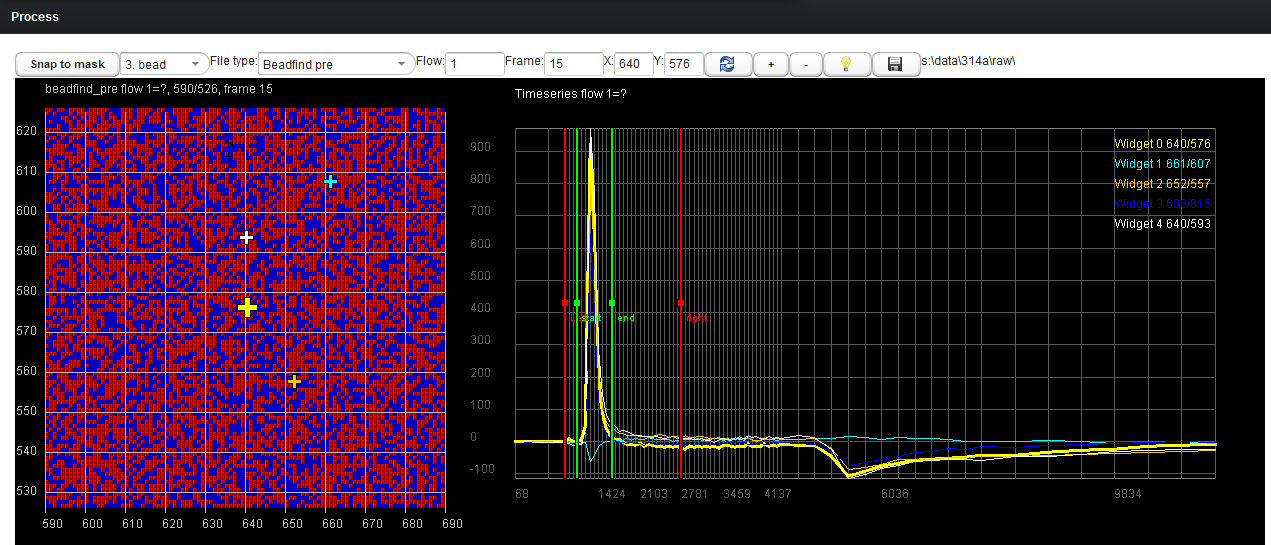 Process
Snap to mask 3. bead File type: Beadfind pre Flow: 1 Frame: 15 X: 640 Y: 576 + - s:\data\314a\raw\
beadfind_pre flow 1=?, 590/526, frame 15
Timeseries flow 1=?
620
610
600
590
580
570
560
550
540
530
590 600 610 620 630 640 650 660 670 680 690
900
800
700
600
500
400
300
200
100
0
-100
start end right
68 1424 2103 2781 3459 4137 6036 9834
Widget 0 640/576
Widget 1 661/607
Widget 2 652/557
Widget 3 636/615
Widget 4 640/593